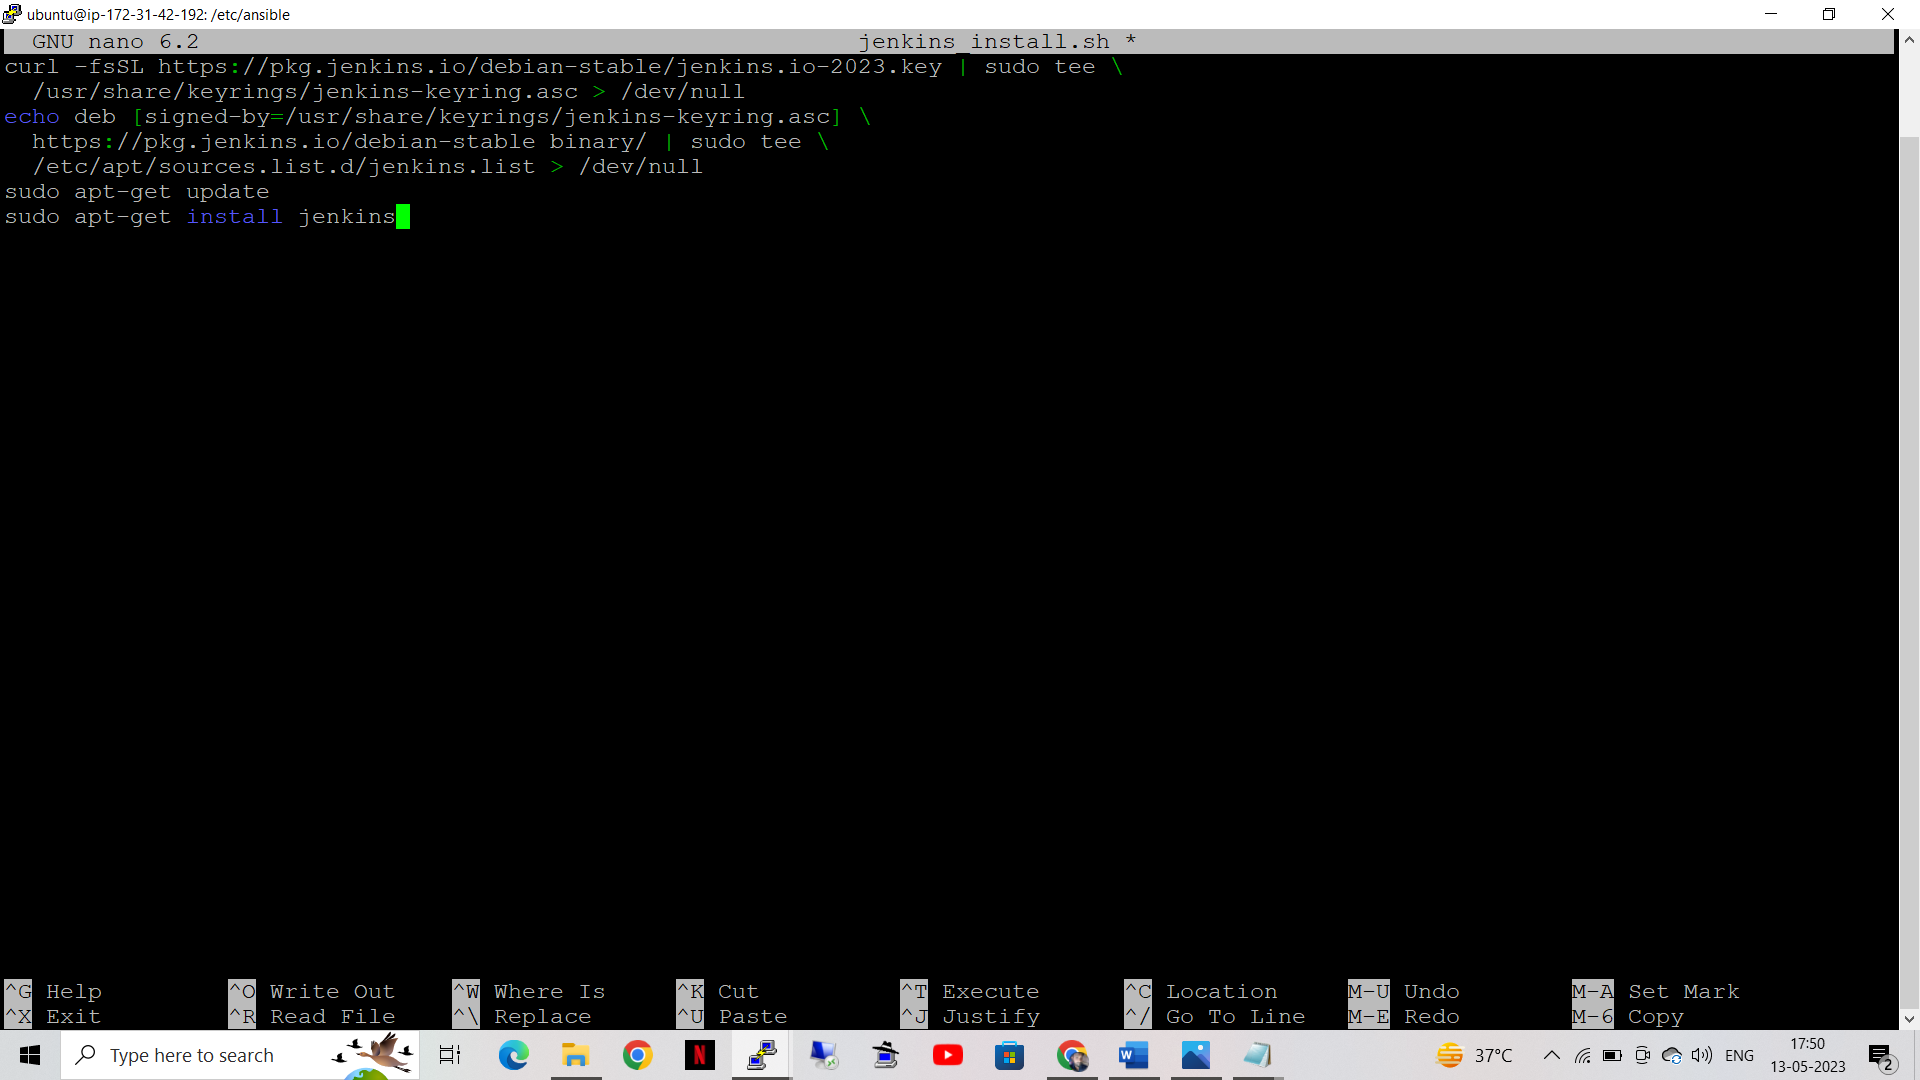 ubuntu@ip-172-31-42-192: /etc/ansible
GNU nano 6.2 jenkins_install.sh *
curl -fsSL https://pkg.jenkins.io/debian-stable/jenkins.io-2023.key | sudo tee \
/usr/share/keyrings/jenkins-keyring.asc > /dev/null
echo deb [signed-by=/usr/share/keyrings/jenkins-keyring.asc] \
https://pkg.jenkins.io/debian-stable binary/ | sudo tee \
/etc/apt/sources.list.d/jenkins.list > /dev/null
sudo apt-get update
sudo apt-get install jenkins
^G Help ^O Write Out ^W Where Is ^K Cut ^T Execute ^C Location M-U Undo M-A Set Mark
^X Exit ^R Read File ^\ Replace ^U Paste ^J Justify ^/ Go To Line M-E Redo M-6 Copy
Type here to search N W 37°C ENG 17:50
13-05-2023 2